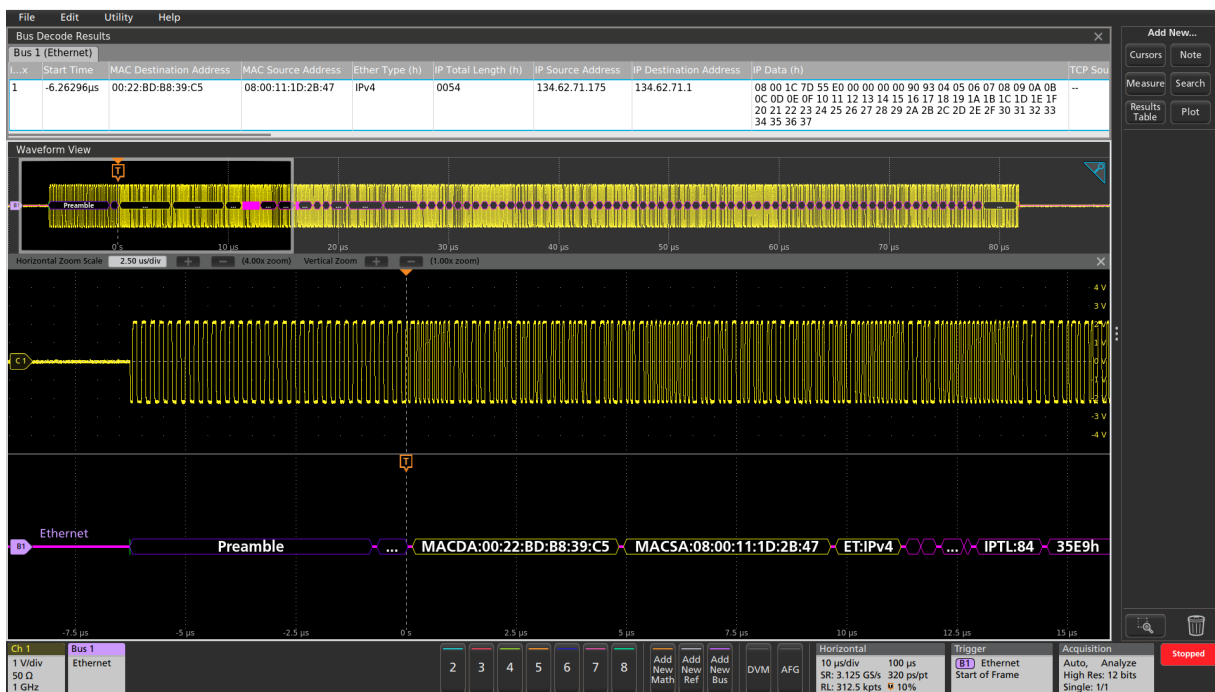 File Edit Utility Help
Bus Decode Results
Bus 1 (Ethernet)
I...x Start Time MAC Destination Address MAC Source Address Ether Type (h) IP Total Length (h) IP Source Address IP Destination Address IP Data (h) TCP Sou
1 -6.26296µs 00:22:BD:B8:39:C5 08:00:11:1D:2B:47 IPv4 0054 134.62.71.175 134.62.71.1 08 00 1C 7D 55 E0 00 00 00 00 90 93 04 05 06 07 08 09 0A 0B --
0C 0D 0E 0F 10 11 12 13 14 15 16 17 18 19 1A 1B 1C 1D 1E 1F
20 21 22 23 24 25 26 27 28 29 2A 2B 2C 2D 2E 2F 30 31 32 33
34 35 36 37
Waveform View
T
B1 Preamble ... ... ... ... ... ... ... ... ...
0 s 10 µs 20 µs 30 µs 40 µs 50 µs 60 µs 70 µs 80 µs
Horizontal Zoom Scale 2.50 us/div + - (4.00x zoom) Vertical Zoom + - (1.00x zoom)
4 V
3 V
2 V
1 V
C1 0 V
-1 V
-2 V
-3 V
-4 V
T
Ethernet
B1 Preamble ... MACDA:00:22:BD:B8:39:C5 MACSA:08:00:11:1D:2B:47 ET:IPv4 ... IPTL:84 35E9h
-7.5 µs -5 µs -2.5 µs 0 s 2.5 µs 5 µs 7.5 µs 10 µs 12.5 µs 15 µs
Add New...
Cursors Note
Measure Search
Results Table Plot
Ch 1
1 V/div
50 Ω
1 GHz
Bus 1
Ethernet
2 3 4 5 6 7 8
Add New Math
Add New Ref
Add New Bus
DVM AFG
Horizontal
10 µs/div 100 µs
SR: 3.125 GS/s 320 ps/pt
RL: 312.5 kpts 10%
Trigger
B1 Ethernet
Start of Frame
Acquisition
Auto, Analyze
High Res: 12 bits
Single: 1/1
Stopped